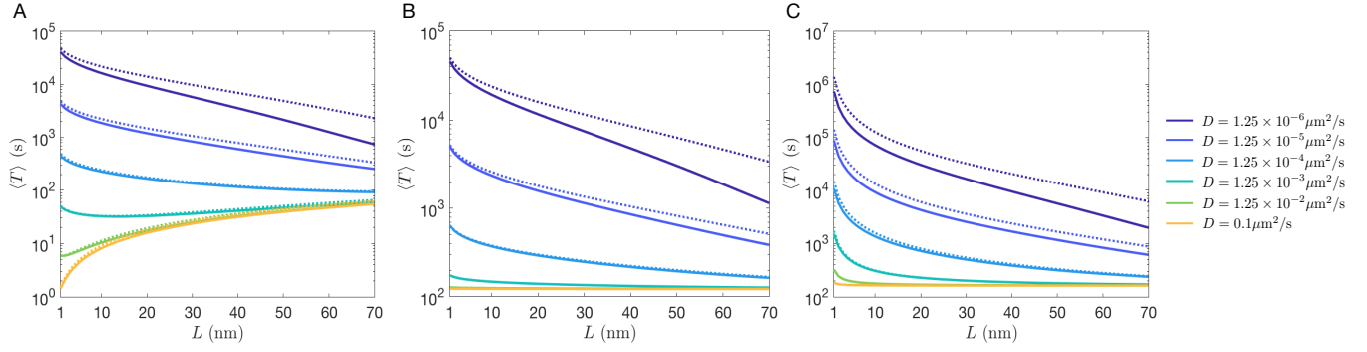 A
10^5
10^4
10^3
10^2
10^1
10^0
⟨T⟩ (s)
1 10 20 30 40 50 60 70
L (nm)
B
10^5
10^4
10^3
10^2
⟨T⟩ (s)
1 10 20 30 40 50 60 70
L (nm)
C
10^7
10^6
10^5
10^4
10^3
10^2
⟨T⟩ (s)
1 10 20 30 40 50 60 70
L (nm)
D = 1.25 × 10^−6 μm^2/s
D = 1.25 × 10^−5 μm^2/s
D = 1.25 × 10^−4 μm^2/s
D = 1.25 × 10^−3 μm^2/s
D = 1.25 × 10^−2 μm^2/s
D = 0.1μm^2/s